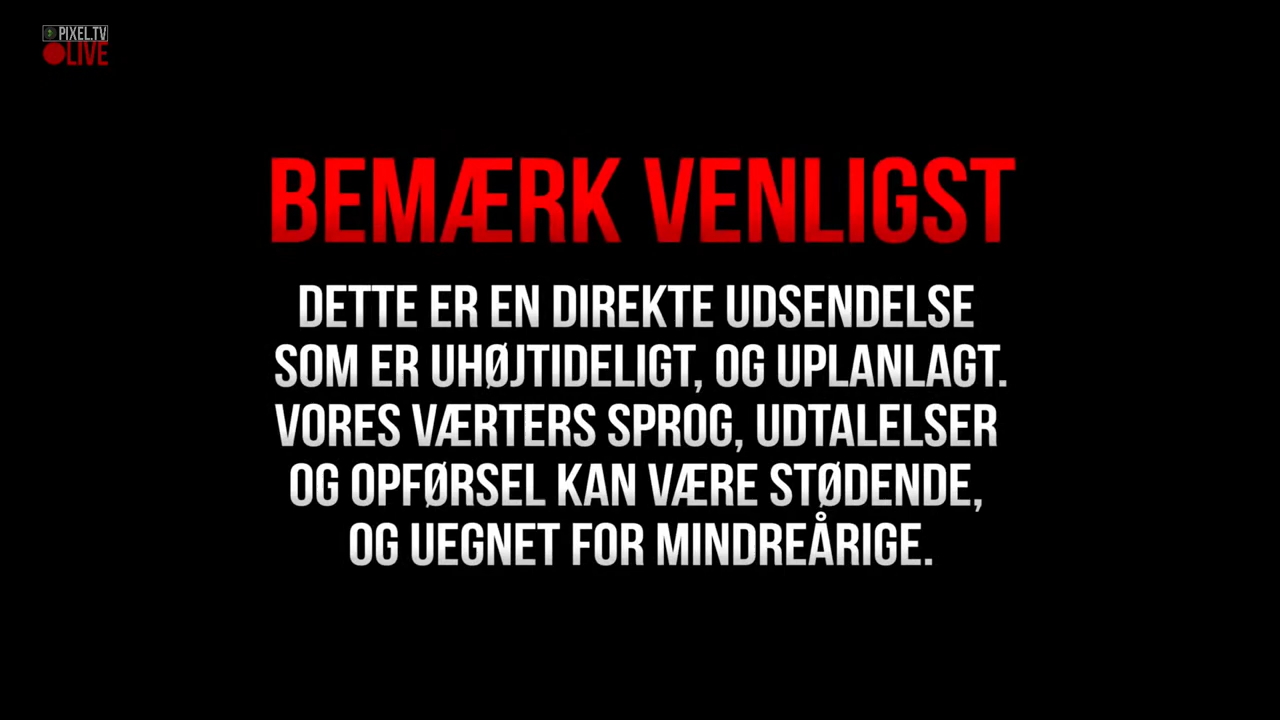 PIXEL.TV
LIVE
BEMÆRK VENLIGST
DETTE ER EN DIREKTE UDSENDELSE
SOM ER UHØJTIDELIGT, OG UPLANLAGT.
VORES VÆRTERS SPROG, UDTALELSER
OG OPFØRSEL KAN VÆRE STØDENDE,
OG UEGNET FOR MINDREÅRIGE.